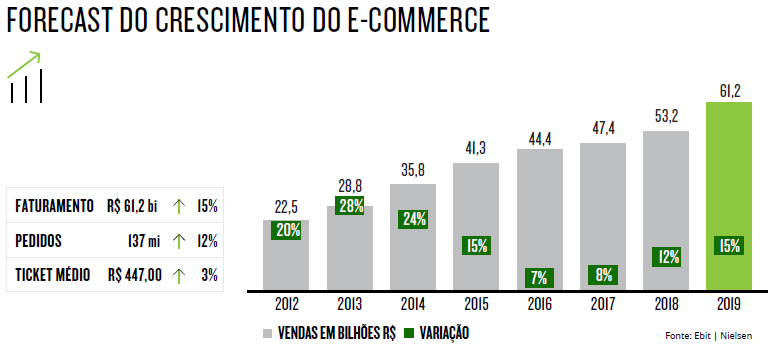 FORECAST DO CRESCIMENTO DO E-COMMERCE
FATURAMENTO R$ 61,2 bi 15%
PEDIDOS 137 mi 12%
TICKET MÉDIO R$ 447,00 3%
22,5 28,8 35,8 41,3 44,4 47,4 53,2 61,2
20% 28% 24% 15% 7% 8% 12% 15%
2012 2013 2014 2015 2016 2017 2018 2019
VENDAS EM BILHÕES R$ VARIAÇÃO
Fonte: Ebit | Nielsen